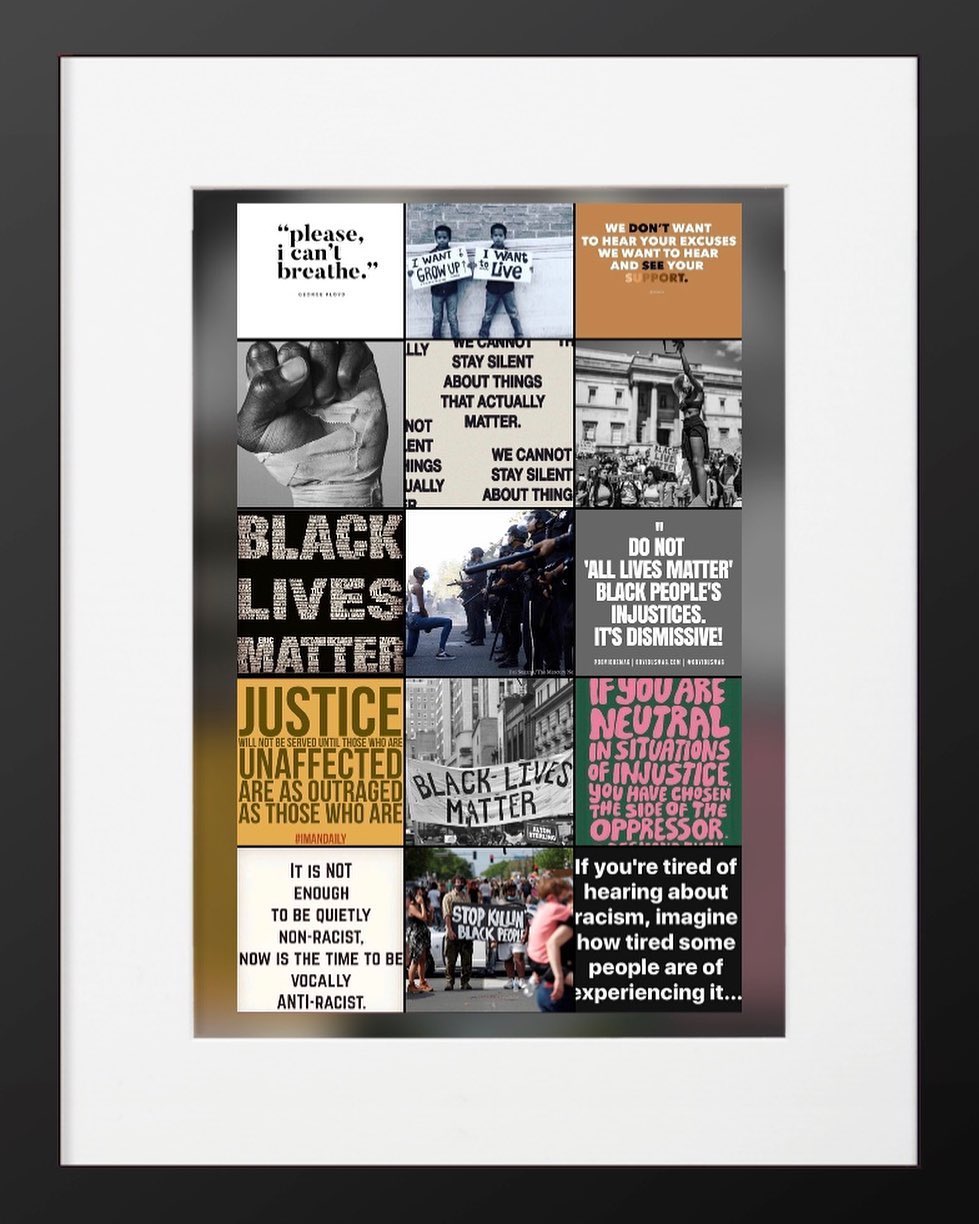 “please,
i can’t
breathe.”
GEORGE FLOYD
I WANT
to
GROW UP!
I WANT
to Live
WE DON'T WANT
TO HEAR YOUR EXCUSES
WE WANT TO HEAR
AND SEE YOUR
SUPPORT.
LLY
WE CANNOT
TH
STAY SILENT
ABOUT THINGS
THAT ACTUALLY
MATTER.
NOT
ENT
HINGS
UALLY
R.
WE CANNOT
STAY SILENT
ABOUT THING
BLACK LIVES
MATTER
BLACK
LIVES
MATTER
"
DO NOT
'ALL LIVES MATTER'
BLACK PEOPLE'S
INJUSTICES.
IT'S DISMISSIVE!
JUSTICE
WILL NOT BE SERVED UNTIL THOSE WHO ARE
UNAFFECTED
ARE AS OUTRAGED
AS THOSE WHO ARE
#IMANDAILY
BLACK-LIVES
MATTER
ALTON
STERLING
IF YOU ARE
NEUTRAL
IN SITUATIONS
OF INJUSTICE,
YOU HAVE CHOSEN
THE SIDE OF THE
OPPRESSOR.
IT IS NOT
ENOUGH
TO BE QUIETLY
NON-RACIST,
NOW IS THE TIME TO BE
VOCALLY
ANTI-RACIST.
STOP KILLIN'
BLACK PEOPLE
If you're tired of
hearing about
racism, imagine
how tired some
people are of
experiencing it...